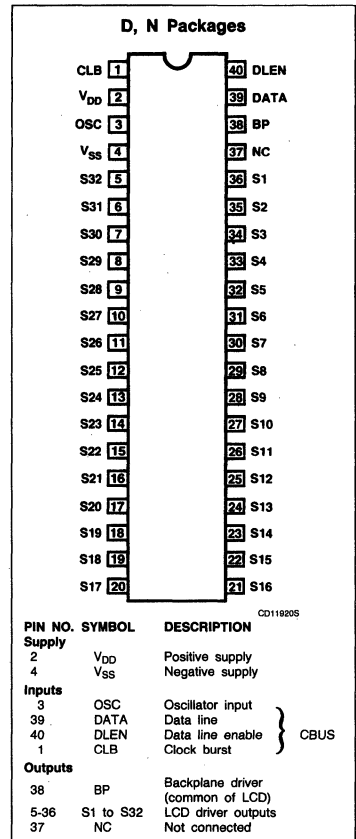 D, N Packages
CLB 1 40 DLEN
VDD 2 39 DATA
OSC 3 38 BP
VSS 4 37 NC
S32 5 36 S1
S31 6 35 S2
S30 7 34 S3
S29 8 33 S4
S28 9 32 S5
S27 10 31 S6
S26 11 30 S7
S25 12 29 S8
S24 13 28 S9
S23 14 27 S10
S22 15 26 S11
S21 16 25 S12
S20 17 24 S13
S19 18 23 S14
S18 19 22 S15
S17 20 21 S16
CD11920S
PIN NO. SYMBOL DESCRIPTION
Supply
2 VDD Positive supply
4 VSS Negative supply
Inputs
3 OSC Oscillator input
39 DATA Data line
40 DLEN Data line enable CBUS
1 CLB Clock burst
Outputs
38 BP Backplane driver
(common of LCD)
5-36 S1 to S32 LCD driver outputs
37 NC Not connected